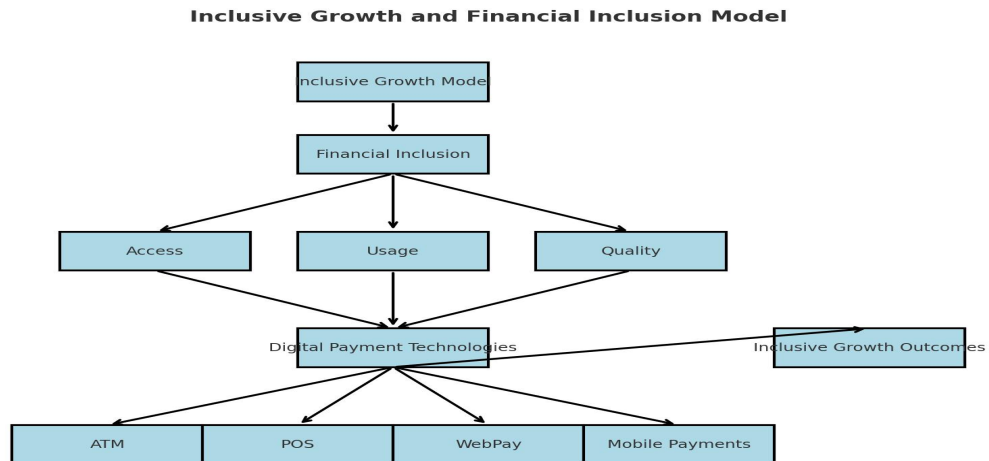 Inclusive Growth and Financial Inclusion Model
Inclusive Growth Model
Financial Inclusion
Access
Usage
Quality
Digital Payment Technologies
Inclusive Growth Outcomes
ATM
POS
WebPay
Mobile Payments